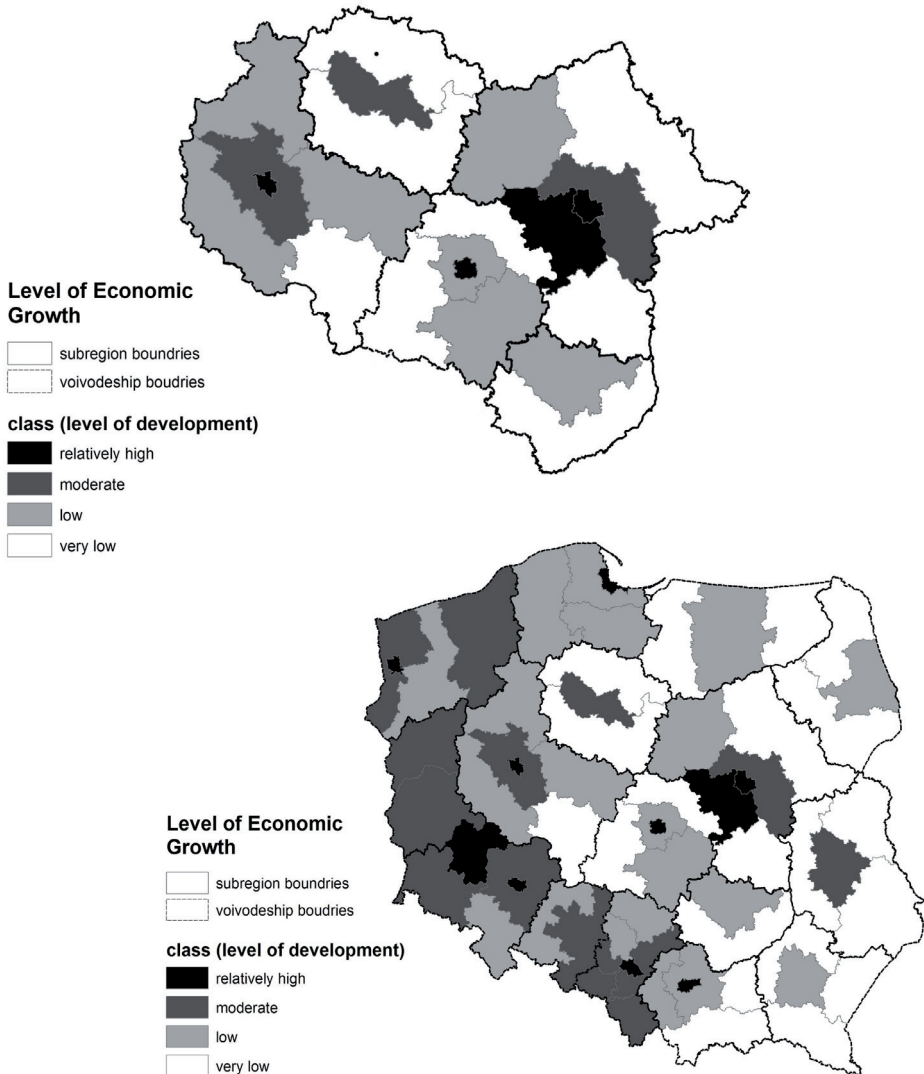 Level of Economic
Growth
subregion boundries
voivodeship boudries
class (level of development)
relatively high
moderate
low
very low
Level of Economic
Growth
subregion boundries
voivodeship boudries
class (level of development)
relatively high
moderate
low
very low